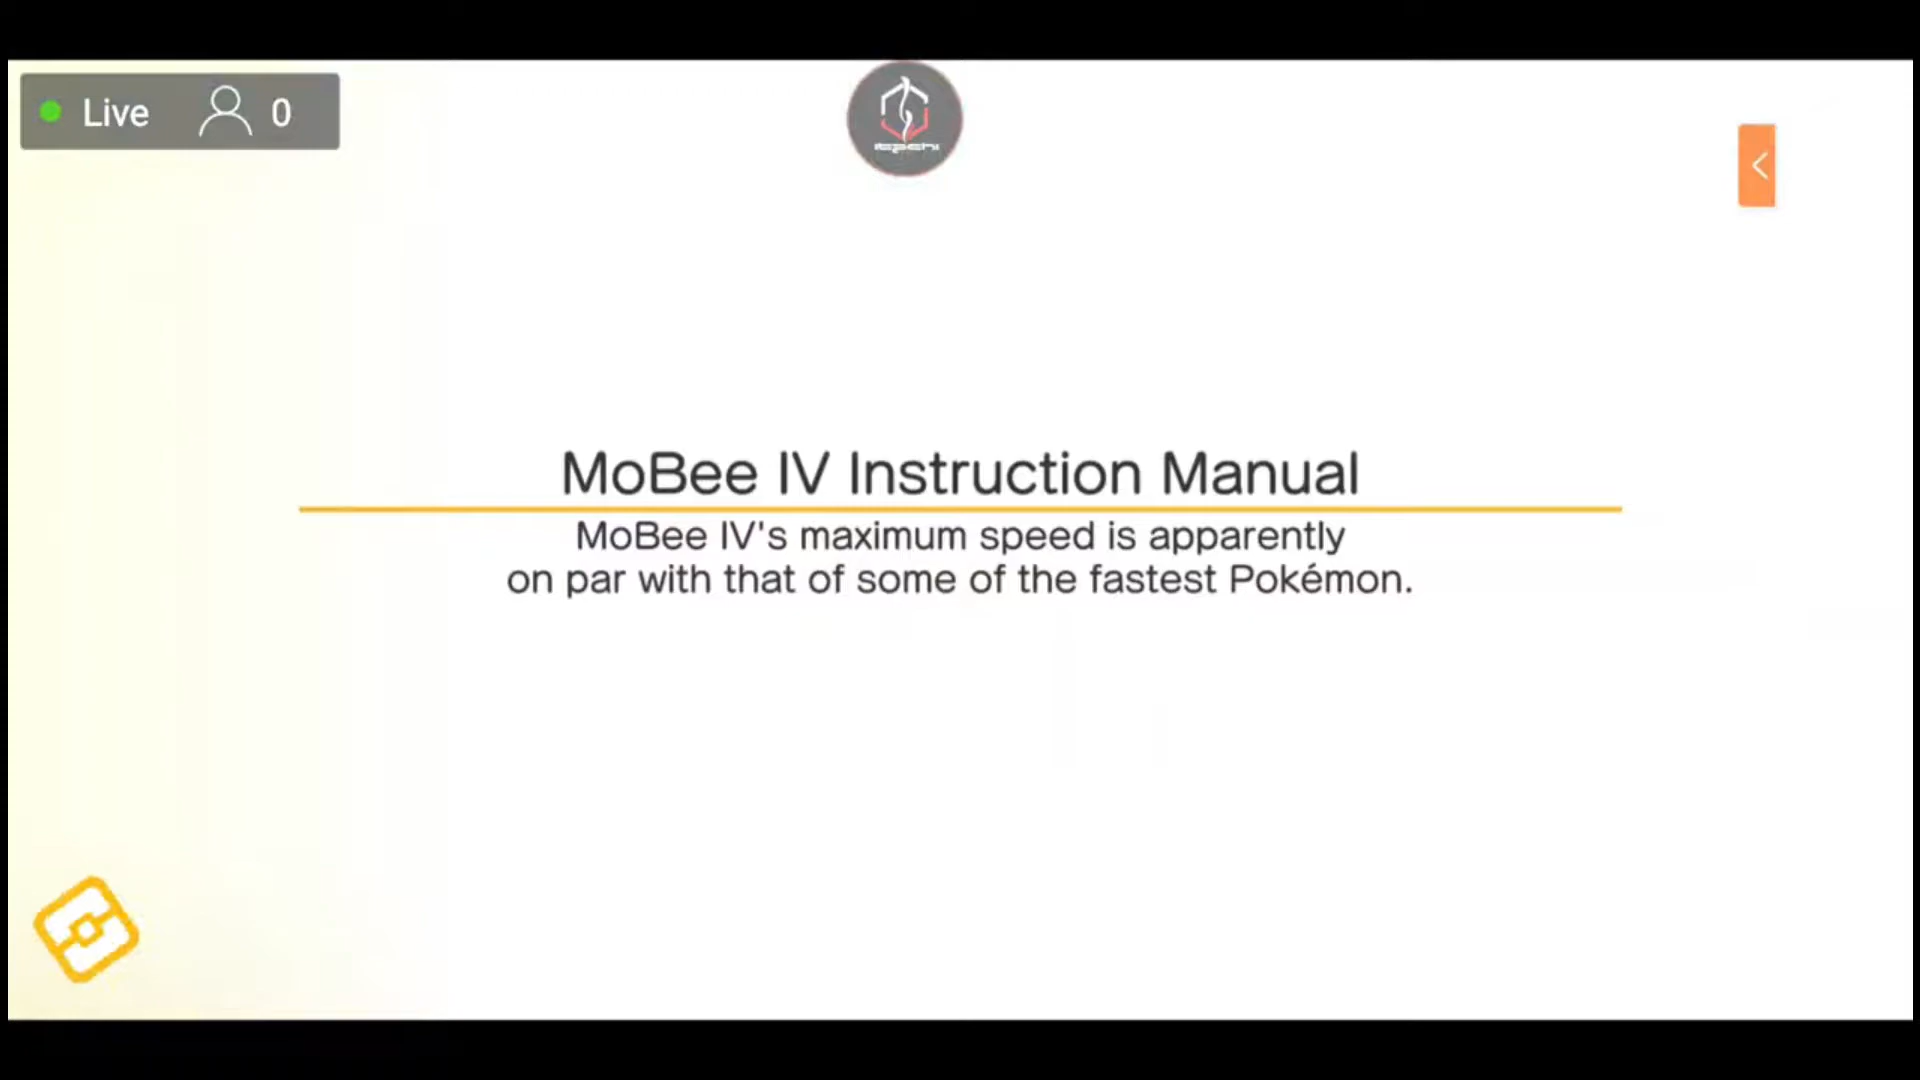 Live 0
MoBee IV Instruction Manual
MoBee IV's maximum speed is apparently
on par with that of some of the fastest Pokémon.